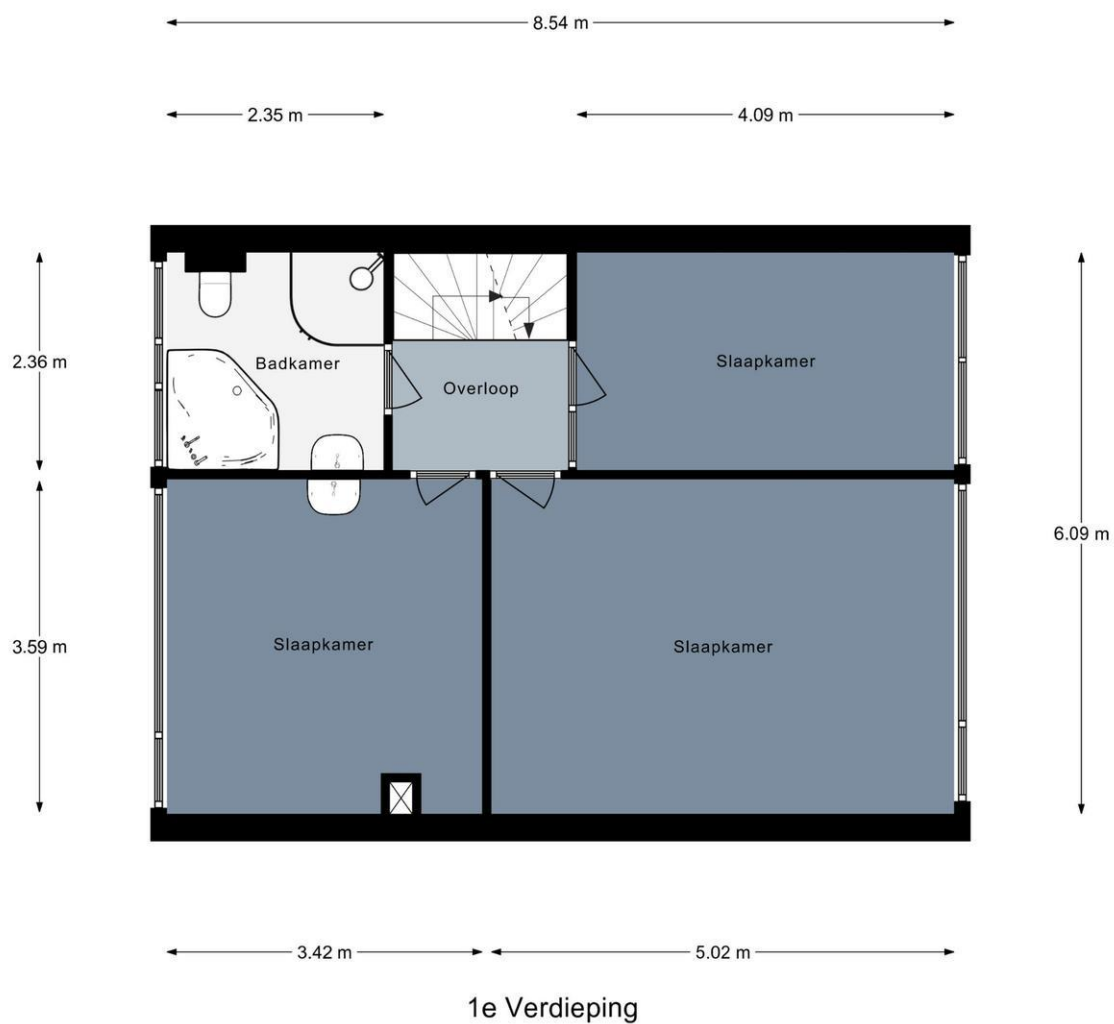 8.54 m
2.35 m
4.09 m
2.36 m
Badkamer
Overloop
Slaapkamer
6.09 m
3.59 m
Slaapkamer
Slaapkamer
3.42 m
5.02 m
1e Verdieping